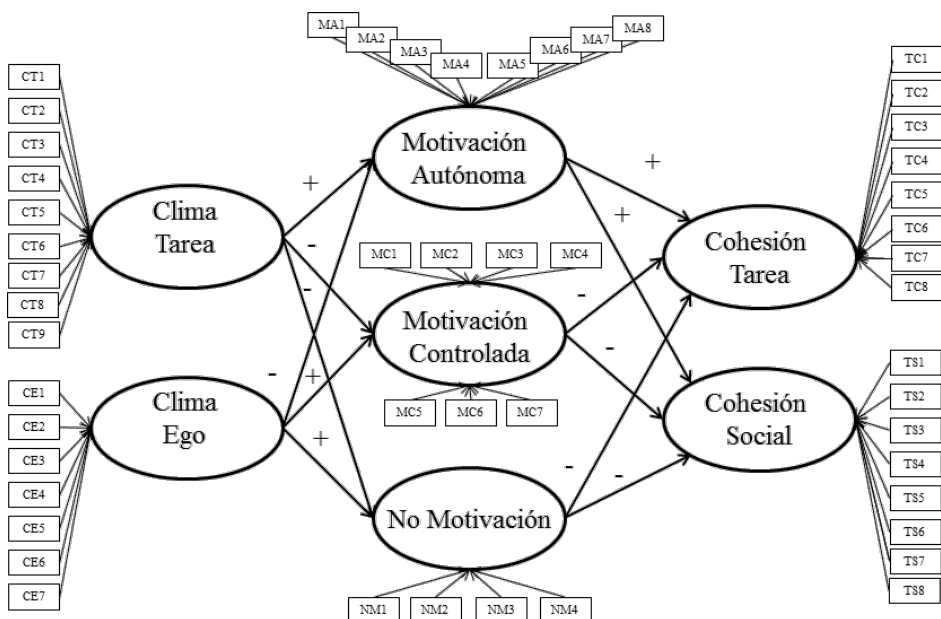 MA1
MA2
MA3
MA4
MA5
MA6
MA7
MA8
CT1
CT2
CT3
CT4
CT5
CT6
CT7
CT8
CT9
Clima
Tarea
CE1
CE2
CE3
CE4
CE5
CE6
CE7
Clima
Ego
+
-
-
-
+
+
Motivación
Autónoma
MC1
MC2
MC3
MC4
Motivación
Controlada
MC5
MC6
MC7
No Motivación
NM1
NM2
NM3
NM4
+
+
-
-
-
-
Cohesión
Tarea
TC1
TC2
TC3
TC4
TC5
TC6
TC7
TC8
Cohesión
Social
TS1
TS2
TS3
TS4
TS5
TS6
TS7
TS8